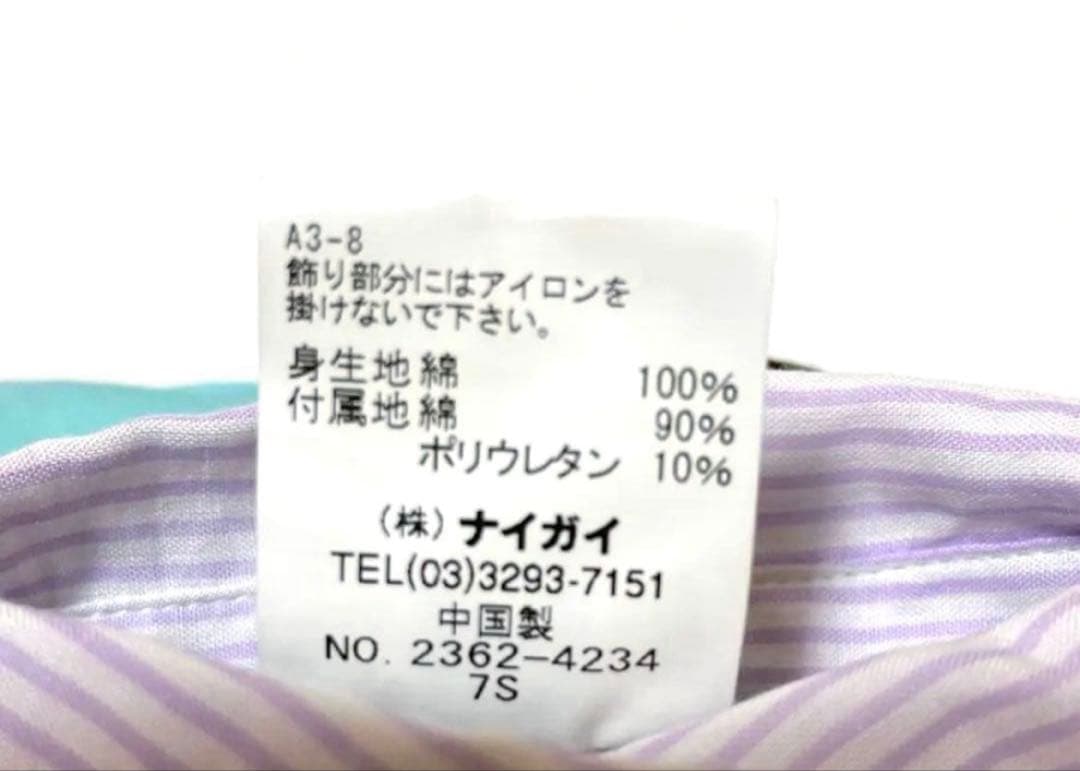 A3-8
飾り部分にはアイロンを
掛けないで下さい。
身生地 綿 100%
付属地 綿 90%
ポリウレタン 10%
(株) ナイガイ
TEL(03)3293-7151
中国製
NO. 2362-4234
7S